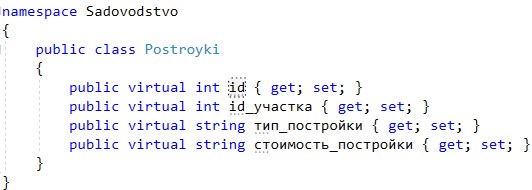 namespace Sadovodstvo
{
public class Postroyki
{
public virtual int id { get; set; }
public virtual int id_участка { get; set; }
public virtual string тип_постройки { get; set; }
public virtual string стоимость_постройки { get; set; }
}
}